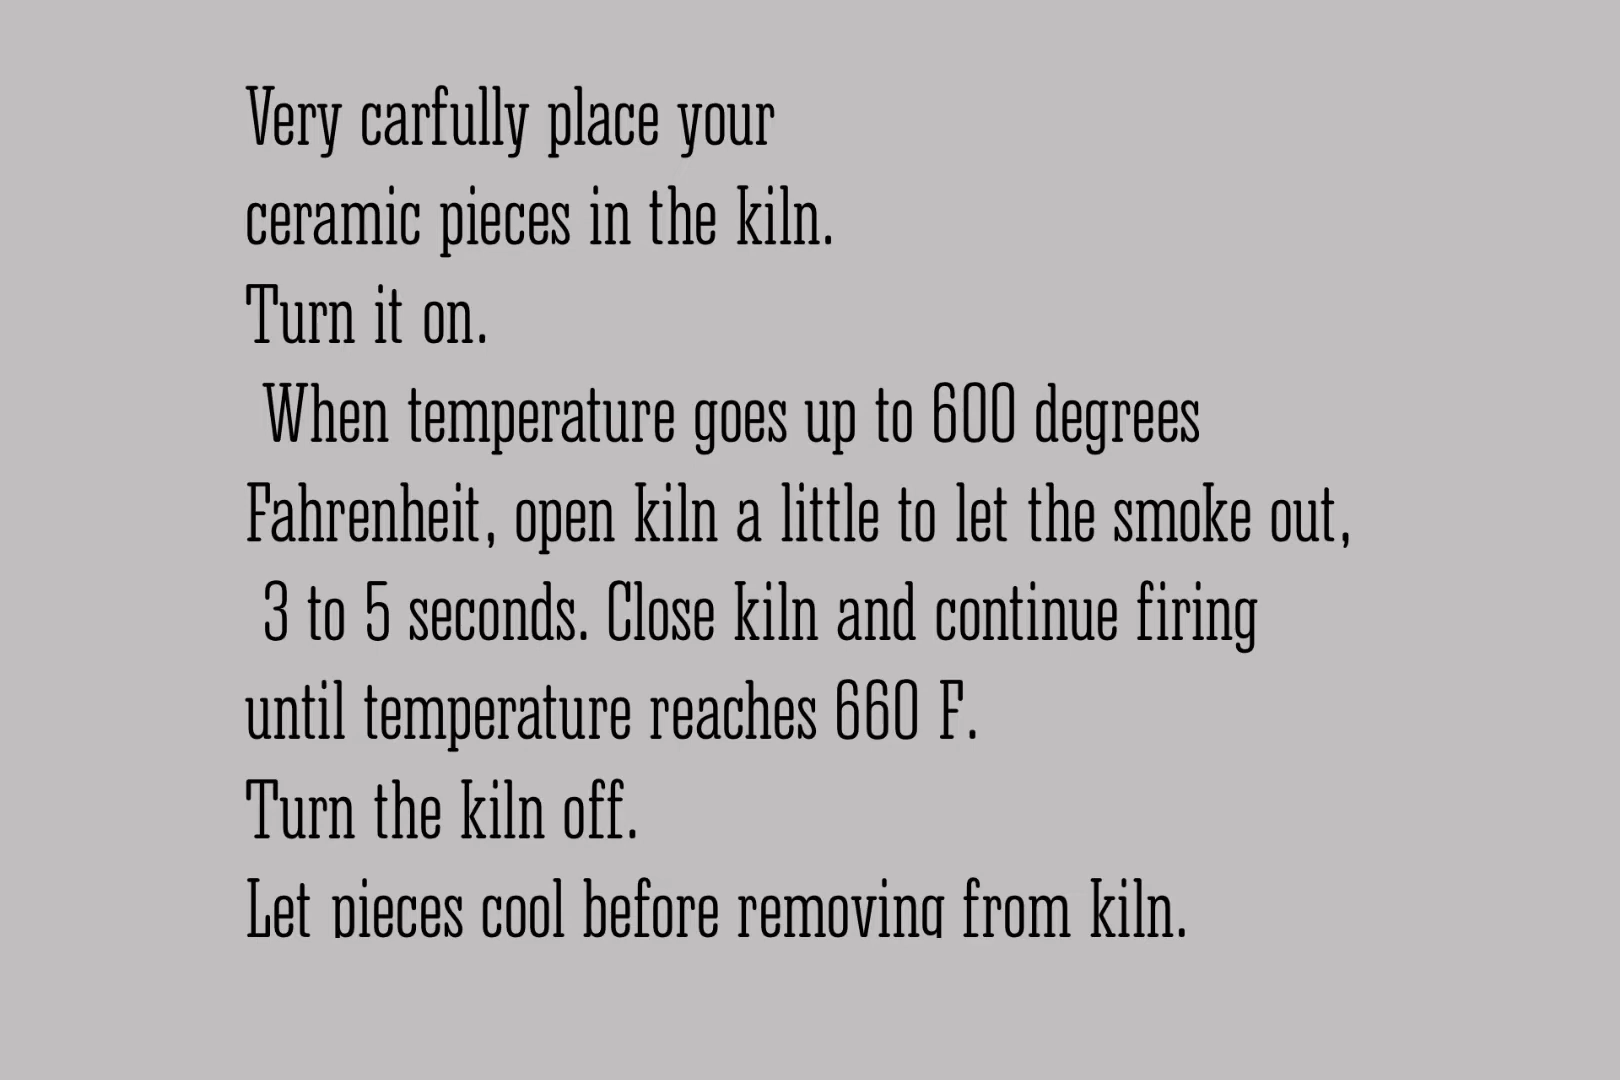 Very carfully place your
ceramic pieces in the kiln.
Turn it on.
When temperature goes up to 600 degrees
Fahrenheit, open kiln a little to let the smoke out,
3 to 5 seconds. Close kiln and continue firing
until temperature reaches 660 F.
Turn the kiln off.
Let pieces cool before removing from kiln.